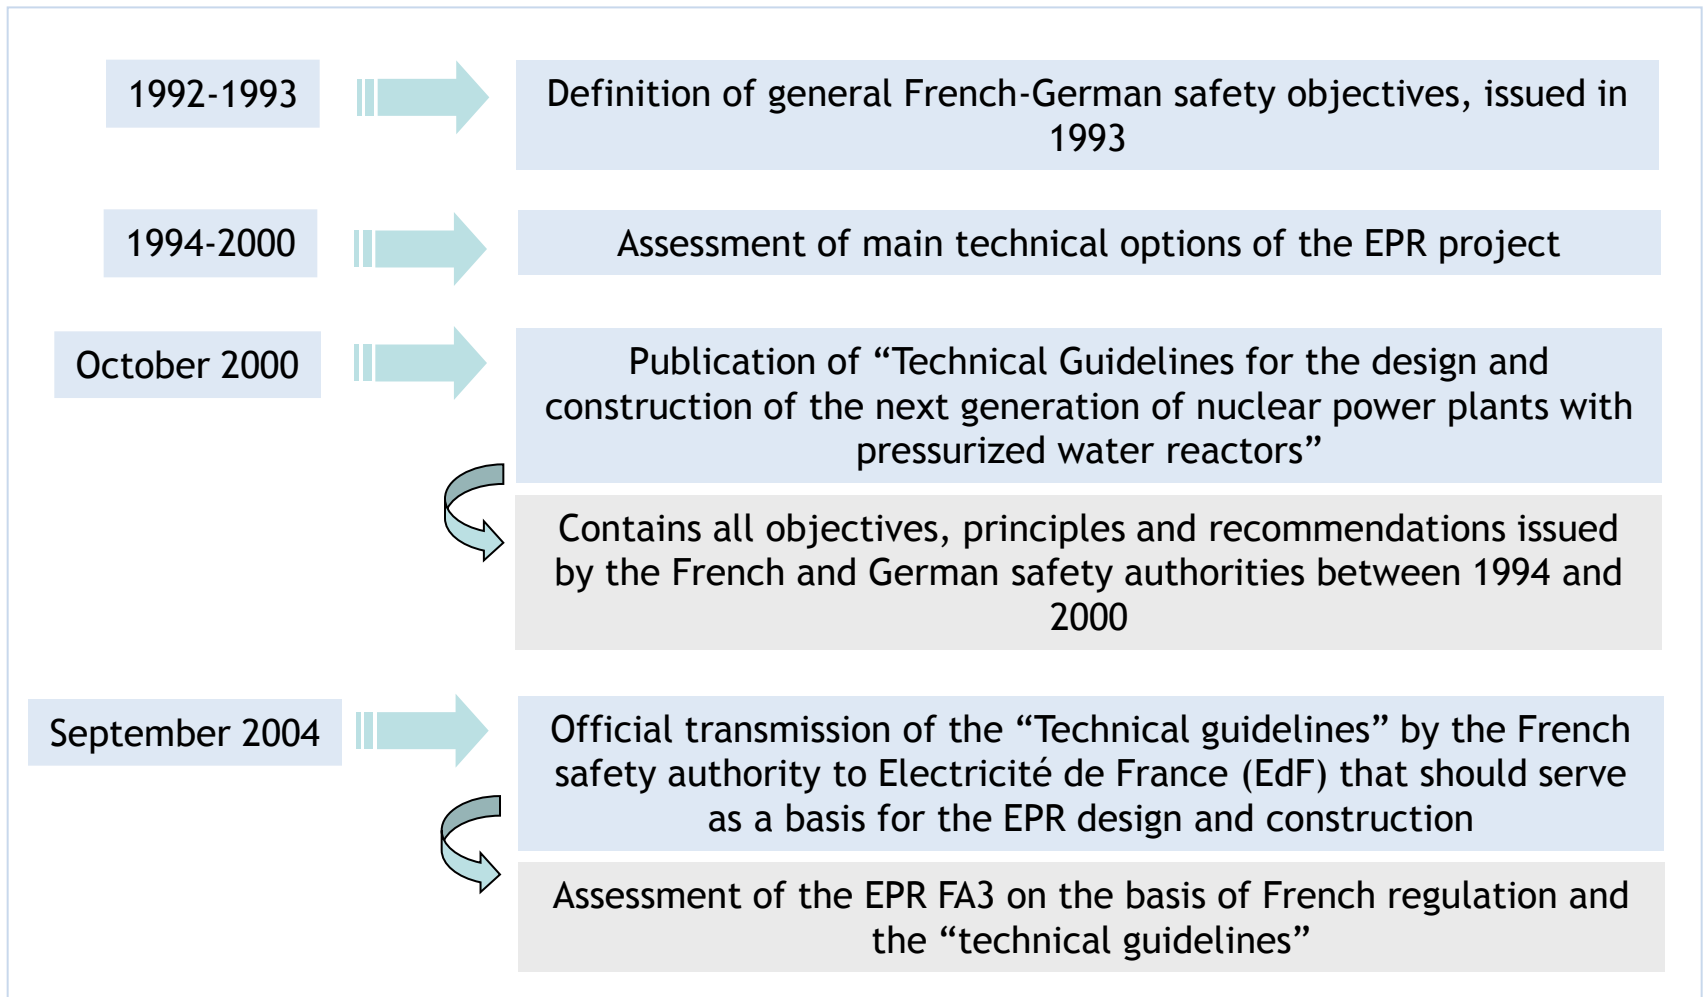 1992-1993
Definition of general French-German safety objectives, issued in
1993
1994-2000
Assessment of main technical options of the EPR project
October 2000
Publication of “Technical Guidelines for the design and
construction of the next generation of nuclear power plants with
pressurized water reactors”
Contains all objectives, principles and recommendations issued
by the French and German safety authorities between 1994 and
2000
September 2004
Official transmission of the “Technical guidelines” by the French
safety authority to Electricité de France (EdF) that should serve
as a basis for the EPR design and construction
Assessment of the EPR FA3 on the basis of French regulation and
the “technical guidelines”